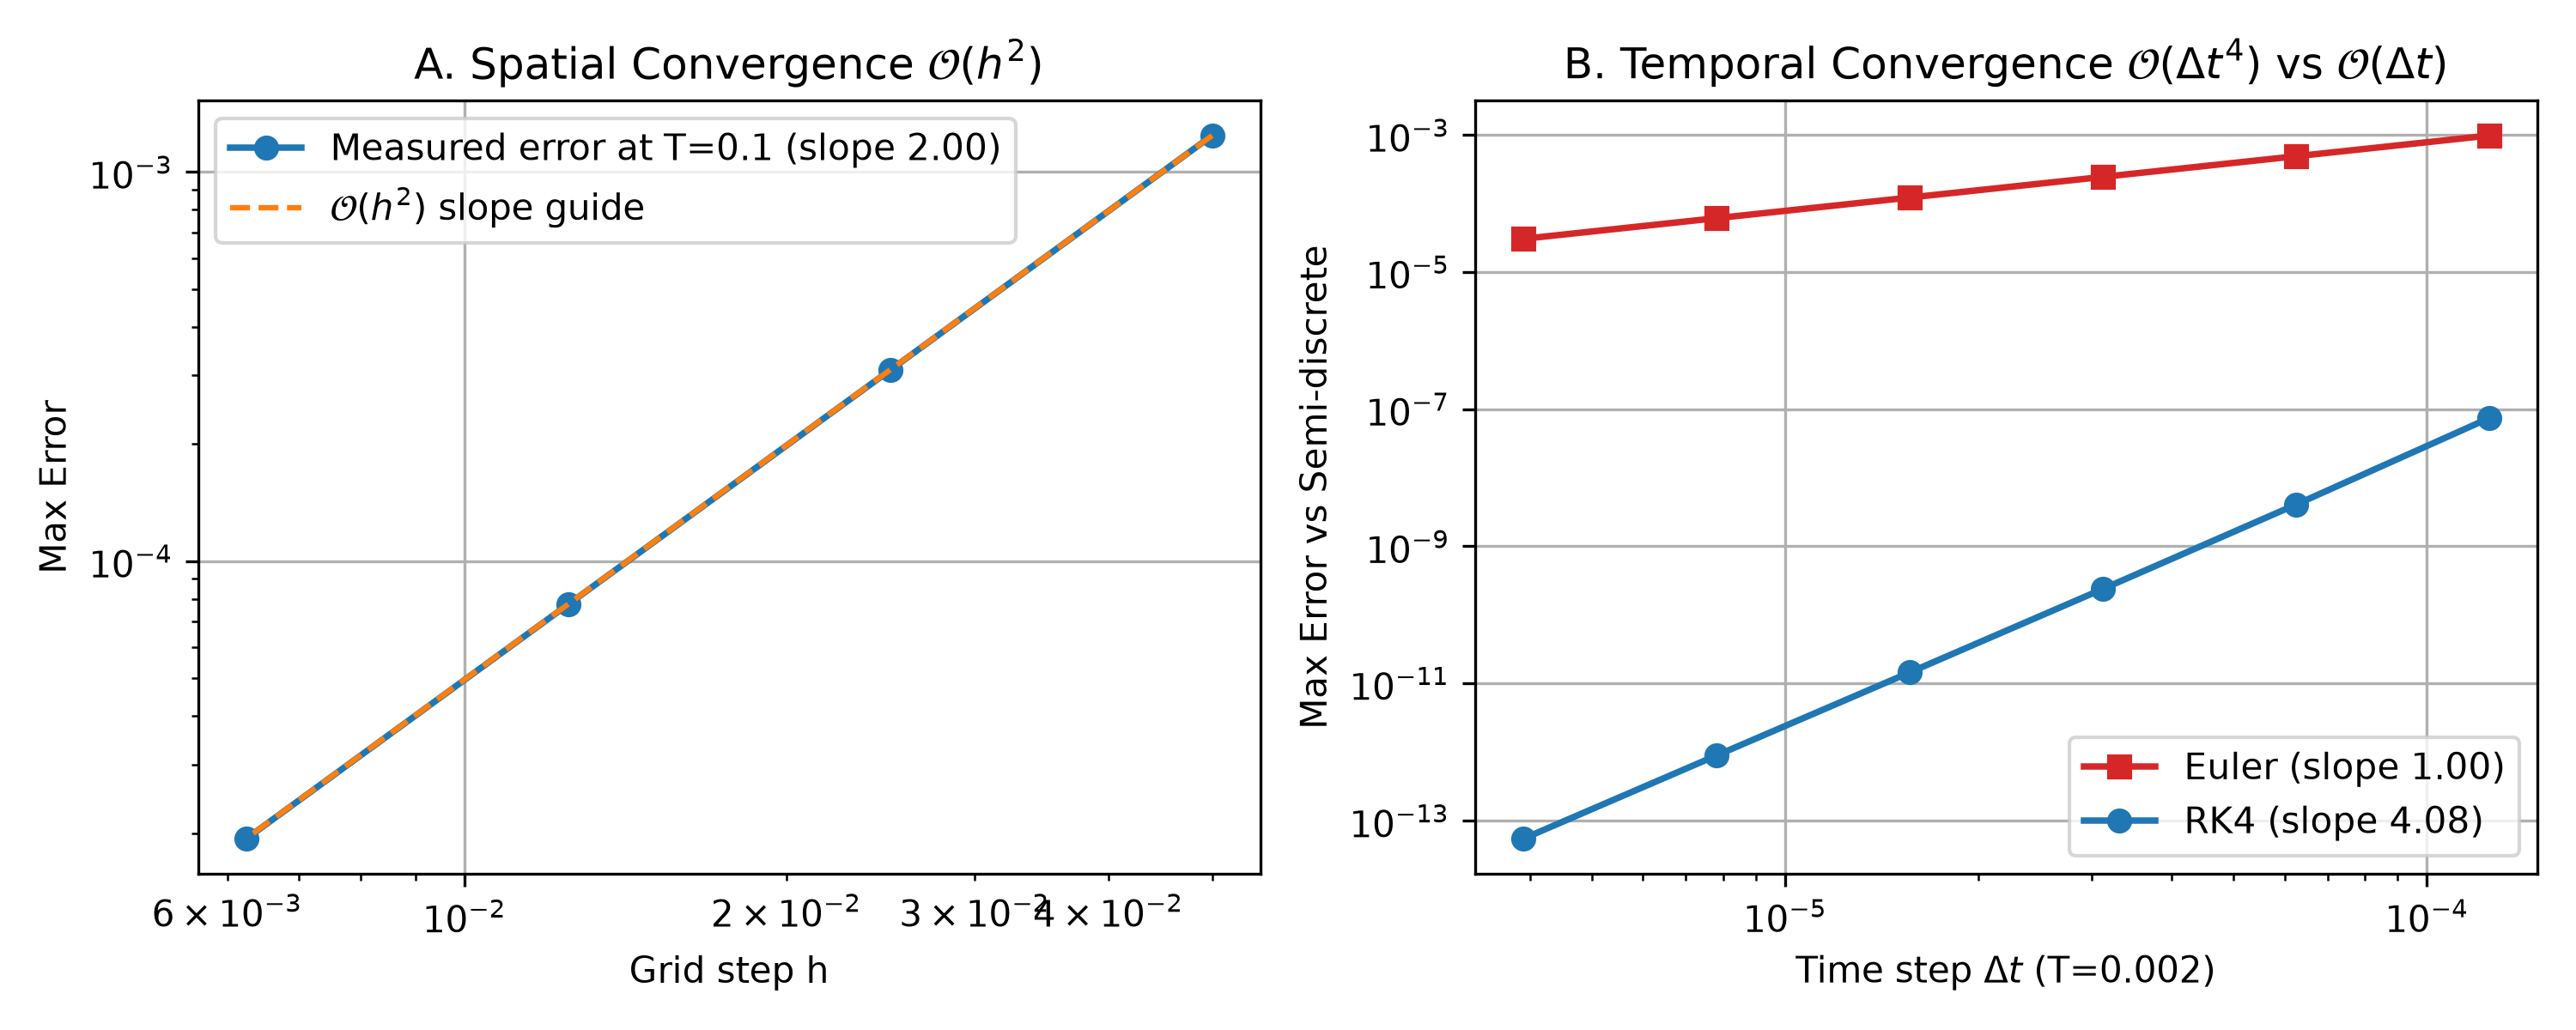 A. Spatial Convergence 𝒪(h²)
Measured error at T=0.1 (slope 2.00)
𝒪(h²) slope guide
Max Error
10⁻³
10⁻⁴
6×10⁻³
10⁻²
2×10⁻²
3×10⁻²
4×10⁻²
Grid step h
B. Temporal Convergence 𝒪(Δt⁴) vs 𝒪(Δt)
Max Error vs Semi-discrete
10⁻³
10⁻⁵
10⁻⁷
10⁻⁹
10⁻¹¹
10⁻¹³
Euler (slope 1.00)
RK4 (slope 4.08)
10⁻⁵
10⁻⁴
Time step Δt (T=0.002)